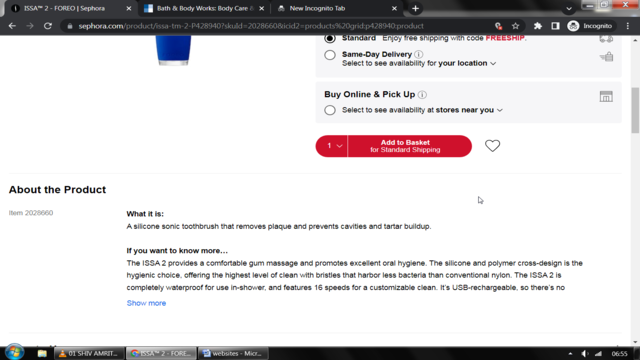 ISSA™ 2 - FOREO | Sephora
Bath & Body Works: Body Care &
New Incognito Tab
sephora.com/product/issa-tm-2-P428940?skuId=2028660&icid2=products%20grid:p428940:product
Incognito
Standard Enjoy free shipping with code FREESHIP.
Same-Day Delivery
Select to see availability for your location
Buy Online & Pick Up
Select to see availability at stores near you
1
Add to Basket
for Standard Shipping
About the Product
Item 2028660
What it is:
A silicone sonic toothbrush that removes plaque and prevents cavities and tartar buildup.
If you want to know more…
The ISSA 2 provides a comfortable gum massage and promotes excellent oral hygiene. The silicone and polymer cross-design is the
hygienic choice, offering the highest level of clean with bristles that harbor less bacteria than conventional nylon. The ISSA 2 is
completely waterproof for use in-shower, and features 16 speeds for a customizable clean. It's USB-rechargeable, so there's no
Show more
01 SHIV AMRIT...
ISSA™ 2 - FORE...
websites - Micr...
06:55